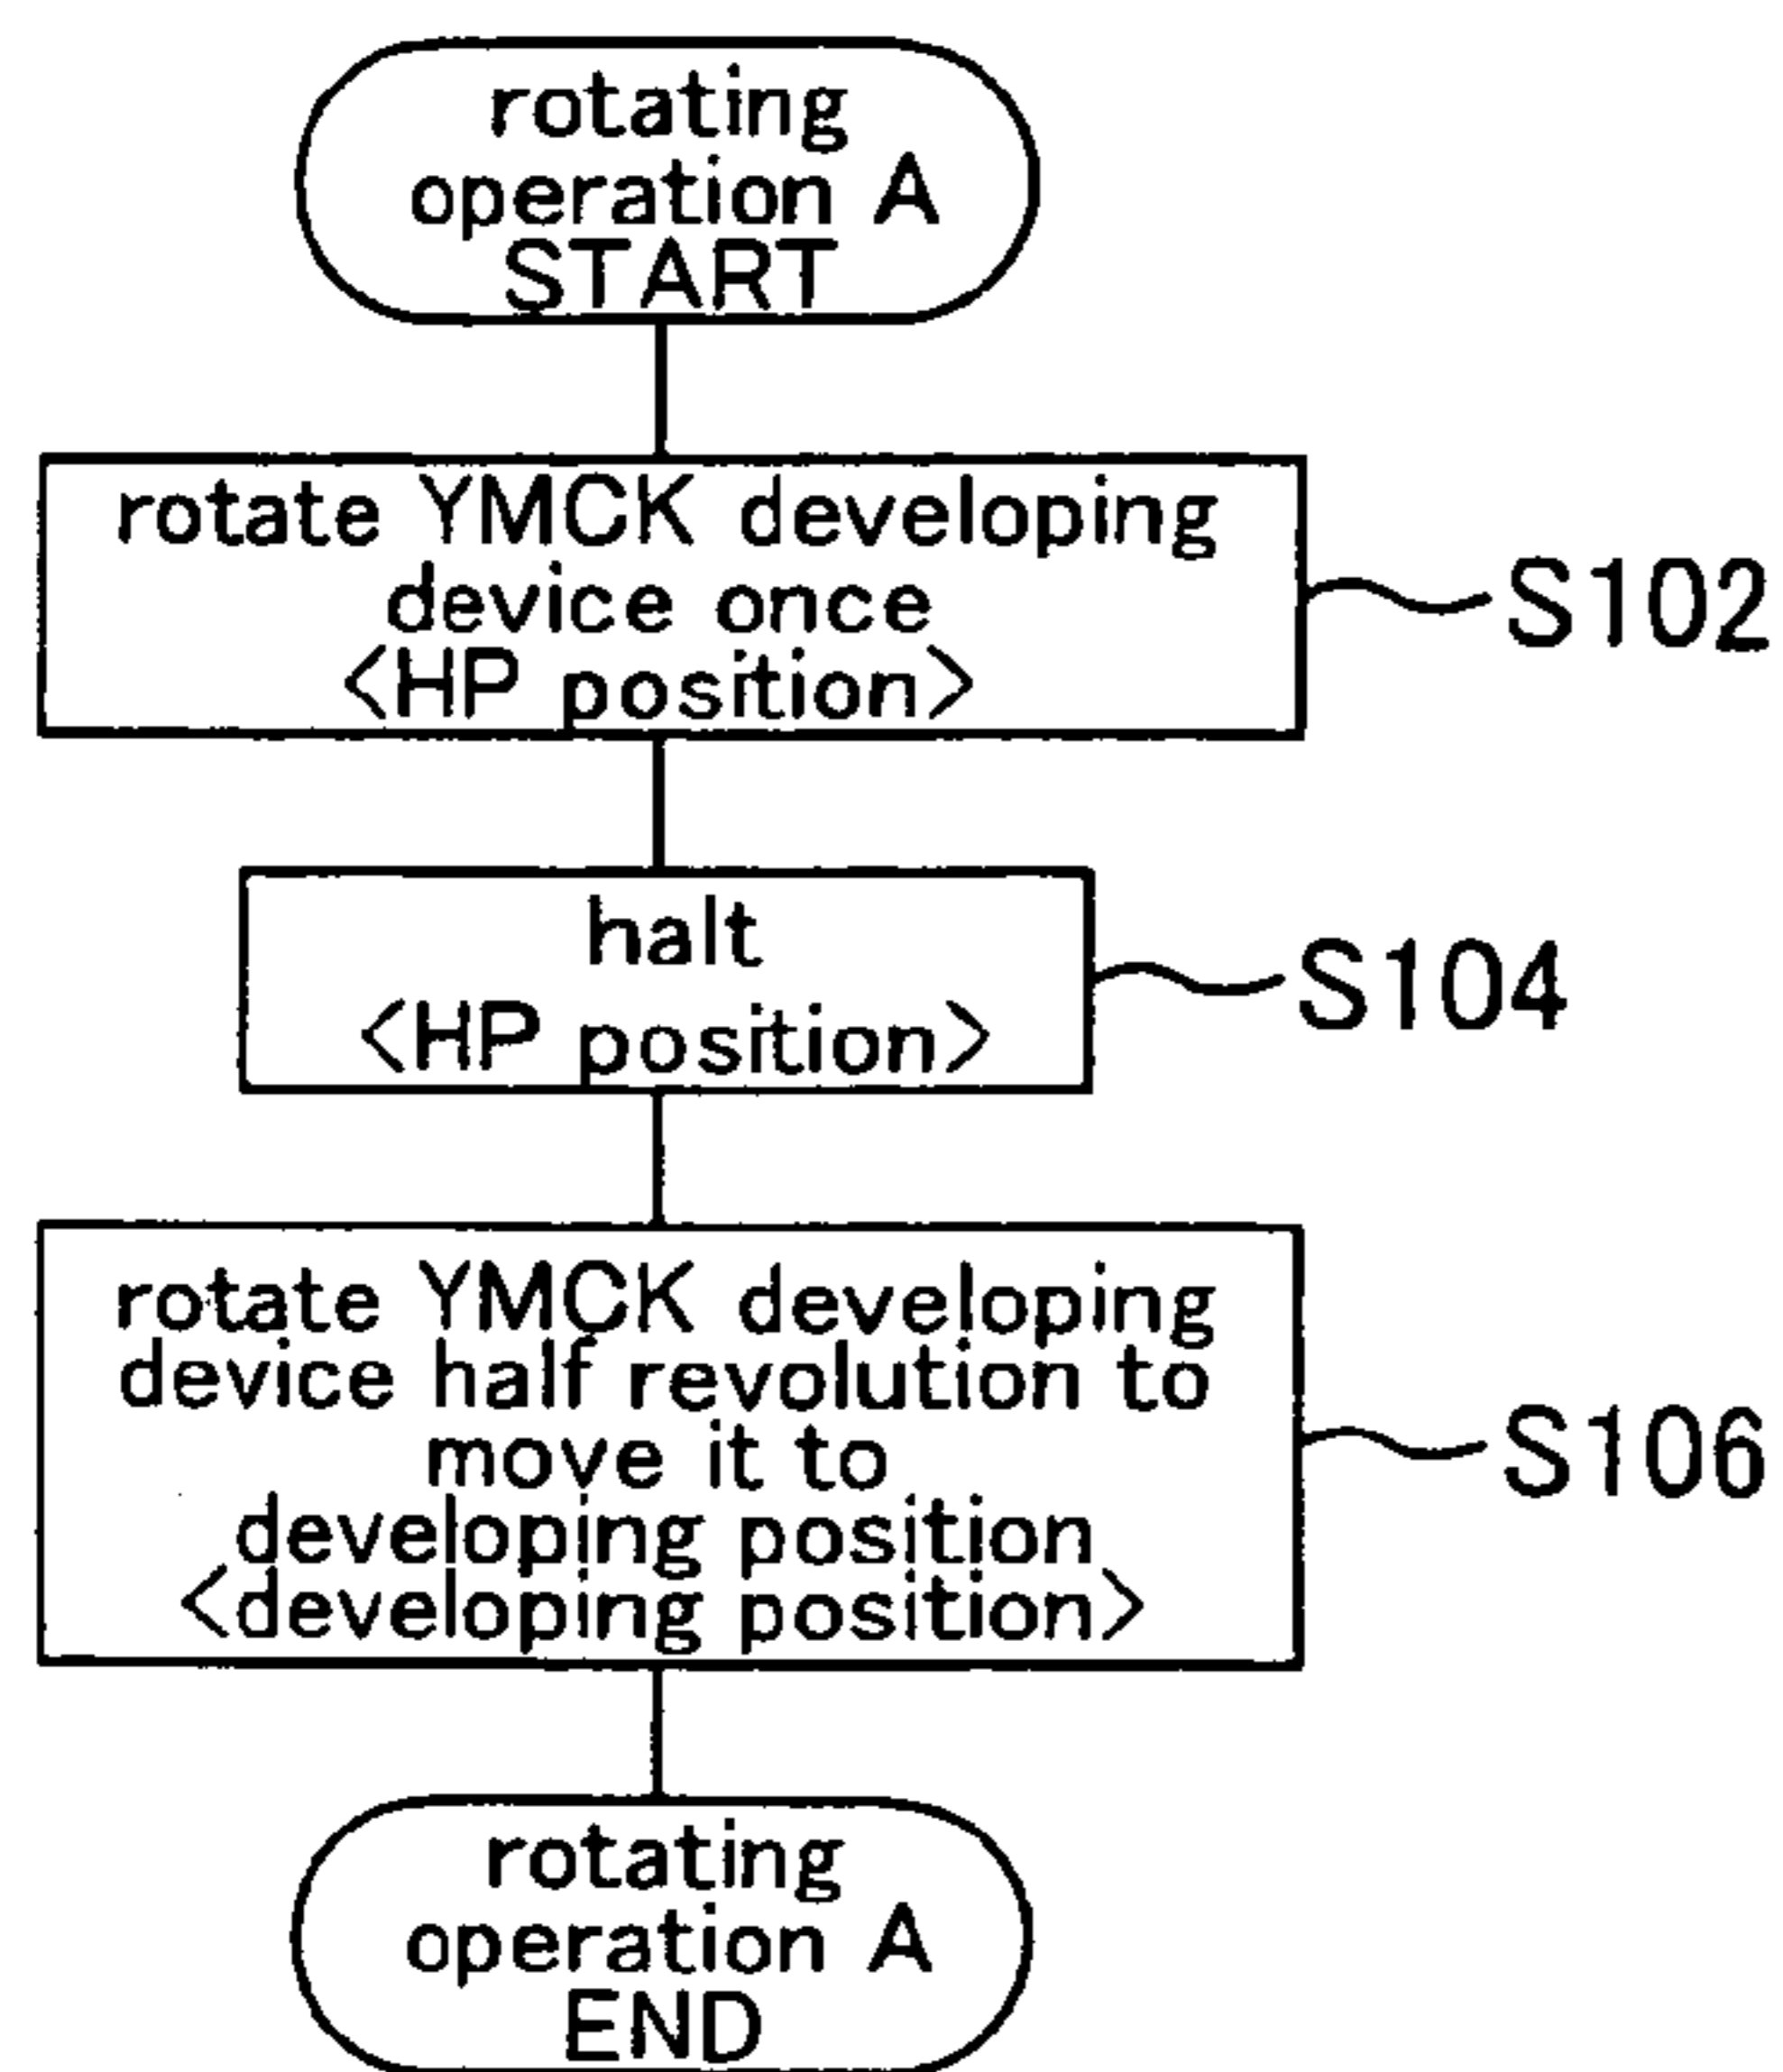 rotating
operation A
START
rotate YMCK developing
device once
<HP position>
S102
halt
<HP position>
S104
rotate YMCK developing
device half revolution to
move it to
developing position
<developing position>
S106
rotating
operation A
END